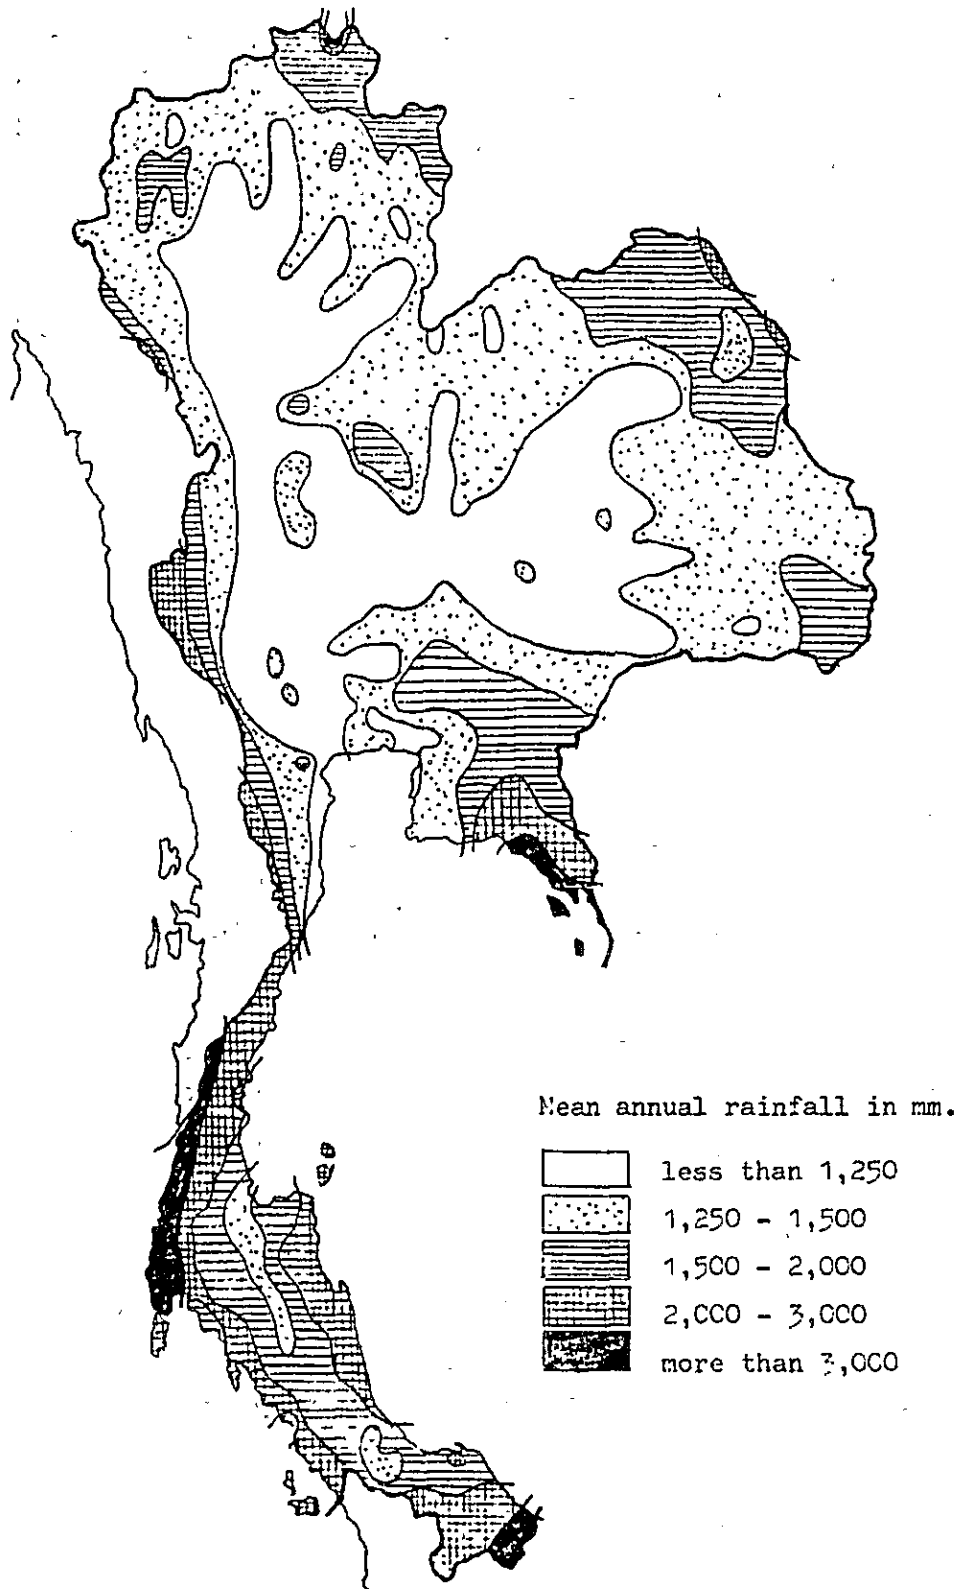 Mean annual rainfall in mm.
less than 1,250
1,250 - 1,500
1,500 - 2,000
2,000 - 3,000
more than 3,000